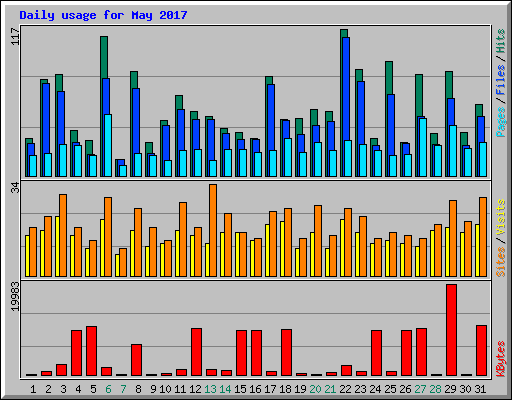 Daily usage for May 2017
117
Pages / Files / Hits
34
Sites / Visits
19983
KBytes
1 2 3 4 5 6 7 8 9 10 11 12 13 14 15 16 17 18 19 20 21 22 23 24 25 26 27 28 29 30 31